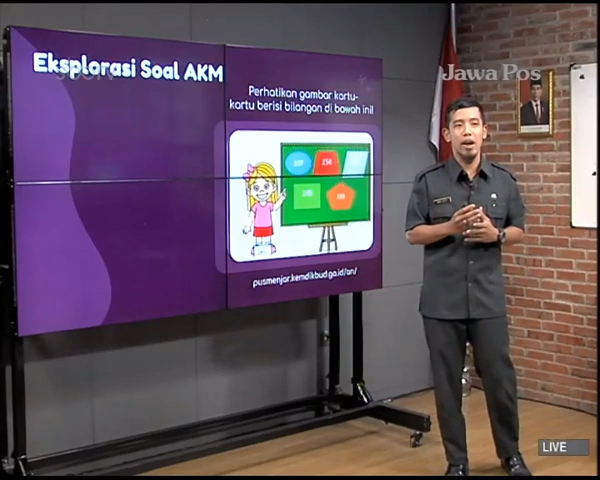 Eksplorasi Soal AKM
Perhatikan gambar kartu-
kartu berisi bilangan di bawah ini!
254
pusmenjar.kemdikbud.go.id/an/
Jawa Pos
LIVE